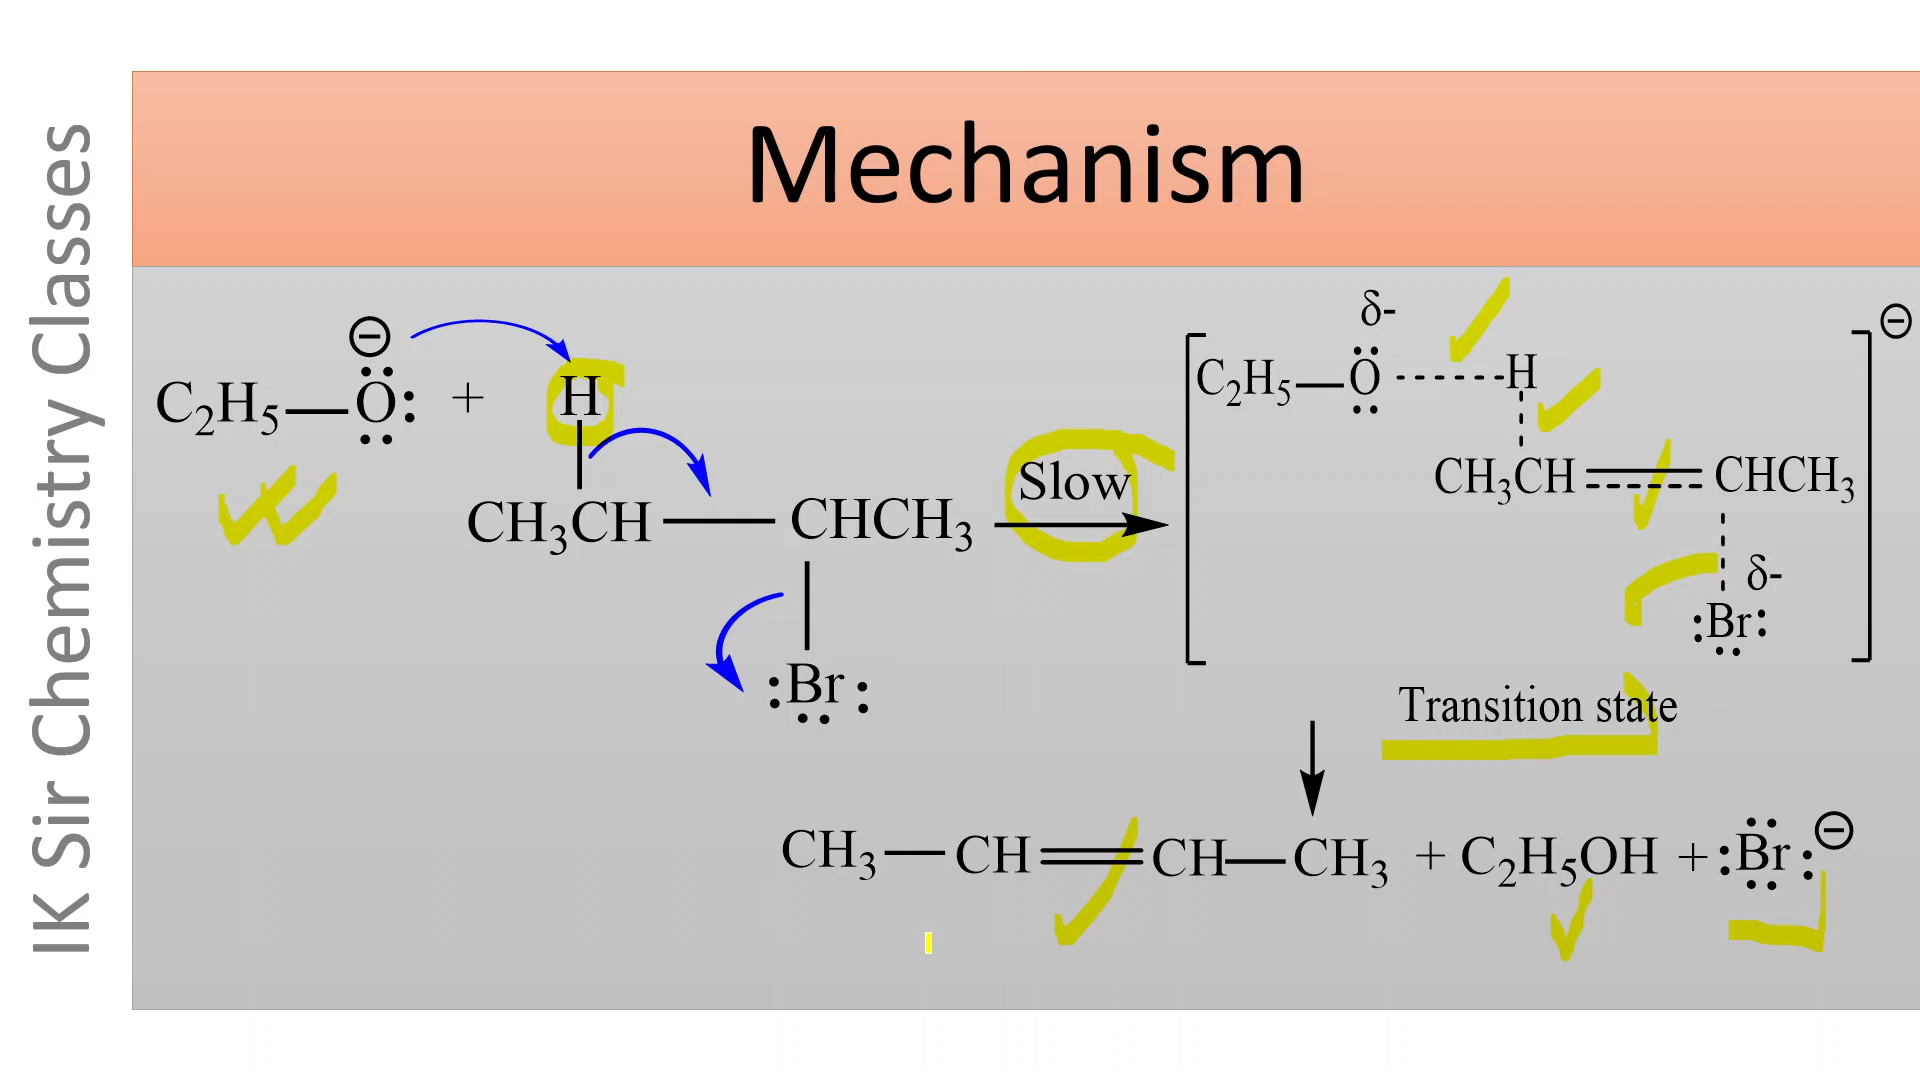 IK Sir Chemistry Classes
Mechanism
C₂H₅—O:⊖ + H
CH₃CH — CHCH₃
:Br:
Slow
C₂H₅—O δ- ------ H
CH₃CH ═ CHCH₃
δ-
:Br:
⊖
Transition state
CH₃—CH═CH—CH₃ + C₂H₅OH + :Br:⊖